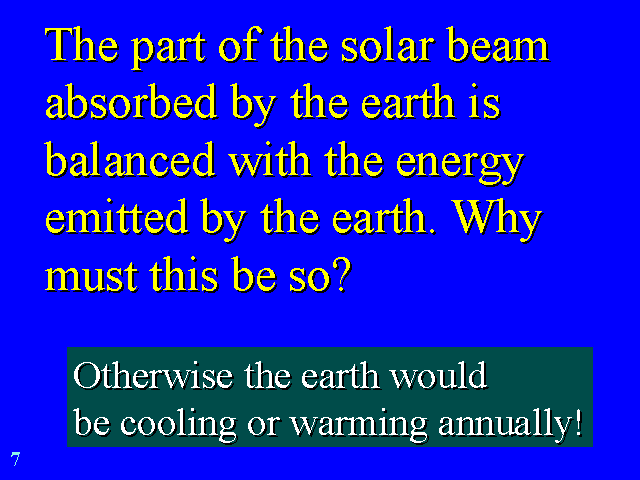 The part of the solar beam
absorbed by the earth is
balanced with the energy
emitted by the earth. Why
must this be so?
Otherwise the earth would
be cooling or warming annually!
7